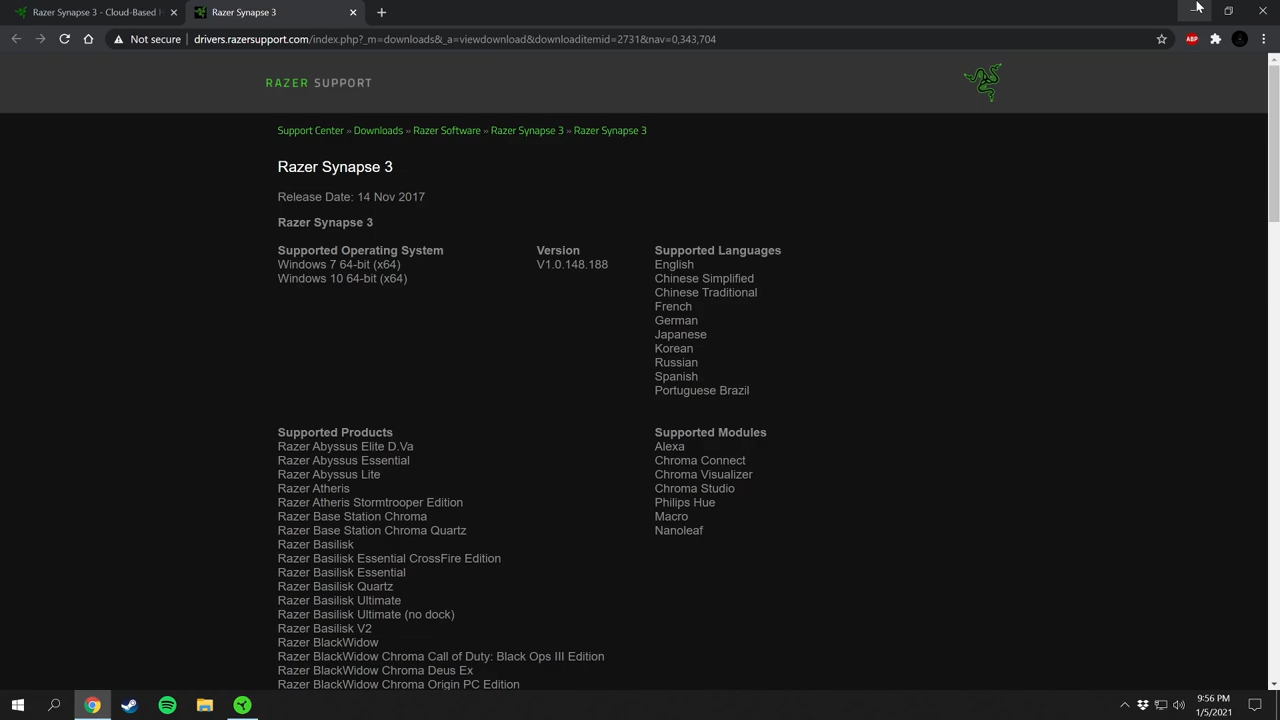 Razer Synapse 3 - Cloud-Based H
Razer Synapse 3
Not secure
drivers.razersupport.com/index.php?_m=downloads&_a=viewdownload&downloaditemid=2731&nav=0,343,704
ABP
RAZER SUPPORT
Support Center » Downloads » Razer Software » Razer Synapse 3 » Razer Synapse 3
Razer Synapse 3
Release Date: 14 Nov 2017
Razer Synapse 3
Supported Operating System
Windows 7 64-bit (x64)
Windows 10 64-bit (x64)
Version
V1.0.148.188
Supported Languages
English
Chinese Simplified
Chinese Traditional
French
German
Japanese
Korean
Russian
Spanish
Portuguese Brazil
Supported Products
Razer Abyssus Elite D.Va
Razer Abyssus Essential
Razer Abyssus Lite
Razer Atheris
Razer Atheris Stormtrooper Edition
Razer Base Station Chroma
Razer Base Station Chroma Quartz
Razer Basilisk
Razer Basilisk Essential CrossFire Edition
Razer Basilisk Essential
Razer Basilisk Quartz
Razer Basilisk Ultimate
Razer Basilisk Ultimate (no dock)
Razer Basilisk V2
Razer BlackWidow
Razer BlackWidow Chroma Call of Duty: Black Ops III Edition
Razer BlackWidow Chroma Deus Ex
Razer BlackWidow Chroma Origin PC Edition
Supported Modules
Alexa
Chroma Connect
Chroma Visualizer
Chroma Studio
Philips Hue
Macro
Nanoleaf
9:56 PM
1/5/2021